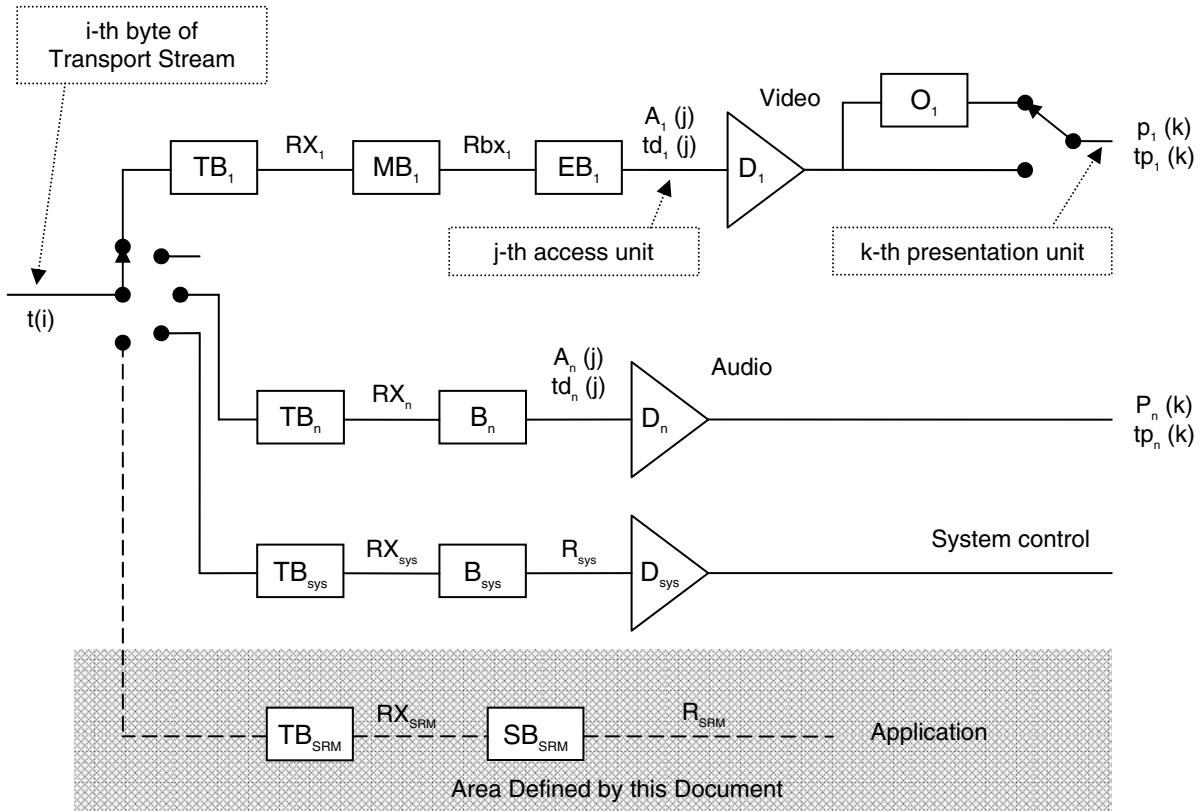 i-th byte of
Transport Stream
t(i)
TB₁
RX₁
MB₁
Rbx₁
EB₁
A₁ (j)
td₁ (j)
D₁
Video
O₁
p₁ (k)
tp₁ (k)
j-th access unit
k-th presentation unit
TBₙ
RXₙ
Bₙ
Aₙ (j)
tdₙ (j)
Dₙ
Audio
Pₙ (k)
tpₙ (k)
TBsys
RXsys
Bsys
Rsys
Dsys
System control
TBSRM
RXSRM
SBSRM
RSRM
Application
Area Defined by this Document